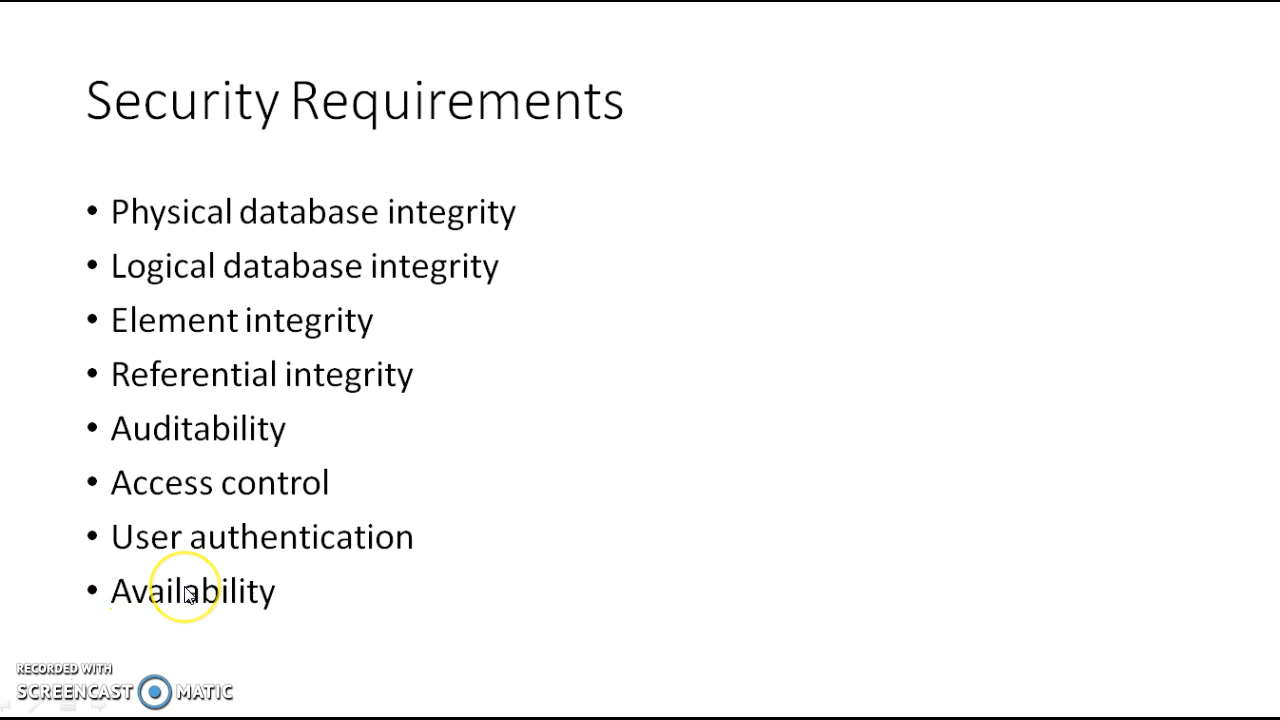 Security Requirements
• Physical database integrity
• Logical database integrity
• Element integrity
• Referential integrity
• Auditability
• Access control
• User authentication
• Availability
RECORDED WITH
SCREENCAST MATIC